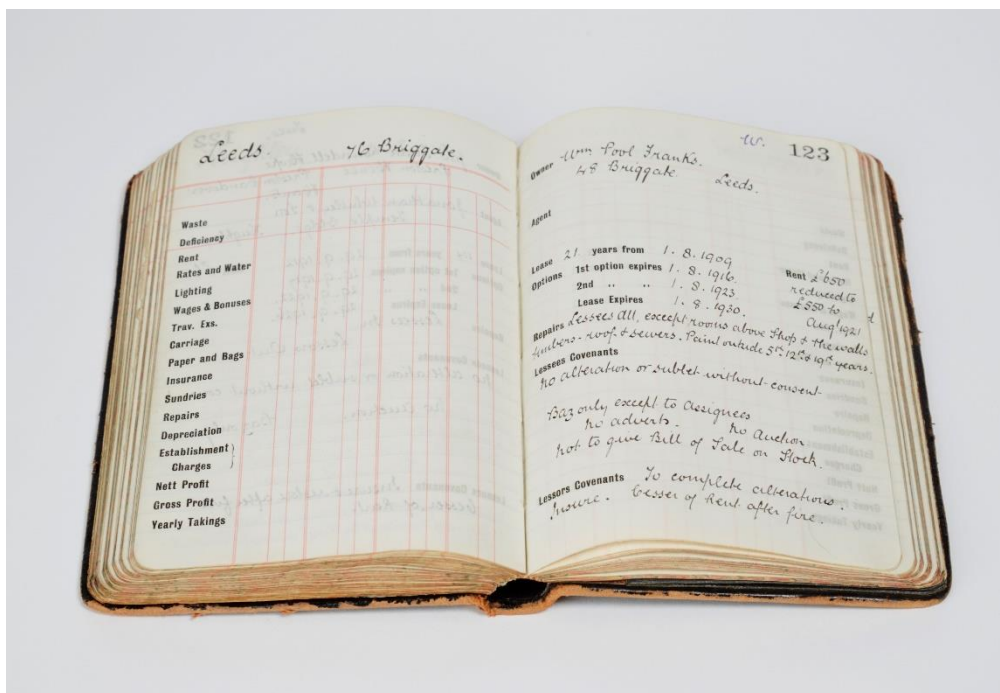 Leeds. 76 Briggate.
Waste
Deficiency
Rent
Rates and Water
Lighting
Wages & Bonuses
Trav. Exs.
Carriage
Paper and Bags
Insurance
Sundries
Repairs
Depreciation
Establishment
Charges
Nett Profit
Gross Profit
Yearly Takings
W. 123
Owner Wm Pool Franks.
48 Briggate Leeds.
Agent
Lease 21 years from 1.8.1909
Options 1st option expires 1.8.1916. Rent £650
2nd " " 1.8.1923. reduced to
Lease Expires 1.8.1930. £550 to
Aug 1921
Repairs Lessees all, except rooms above Shop & the walls
timbers-roof & sewers. Paint outside 5th 12th & 19th years.
Lessees Covenants
No alteration or sublet without consent
Baz only except to Assignees
No adverts. No Auction
not to give Bill of Sale on Stock.
Lessors Covenants To complete alterations.
Insure. Cesser of Rent after fire.